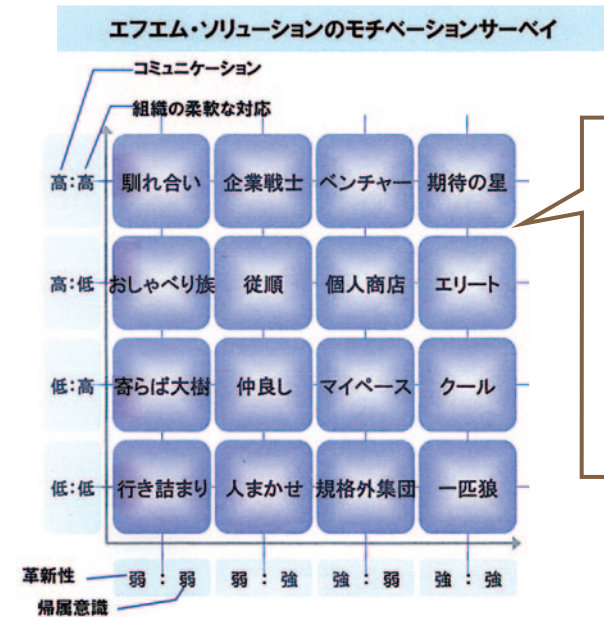 エフエム・ソリューションのモチベーションサーベイ
コミュニケーション
組織の柔軟な対応
高:高 馴れ合い 企業戦士 ベンチャー 期待の星
高:低 おしゃべり族 従順 個人商店 エリート
低:高 寄らば大樹 仲良し マイペース クール
低:低 行き詰まり 人まかせ 規格外集団 一匹狼
革新性 弱 : 弱 弱 : 強 強 : 弱 強 : 強
帰属意識